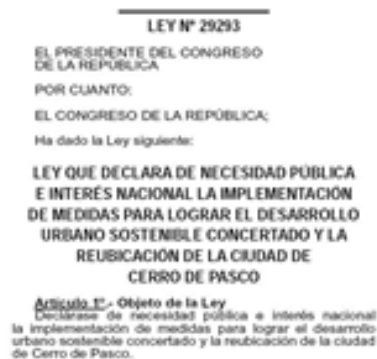 LEY Nº 29293
EL PRESIDENTE DEL CONGRESO
DE LA REPÚBLICA
POR CUANTO:
EL CONGRESO DE LA REPÚBLICA;
Ha dado la Ley siguiente:
LEY QUE DECLARA DE NECESIDAD PÚBLICA
E INTERÉS NACIONAL LA IMPLEMENTACIÓN
DE MEDIDAS PARA LOGRAR EL DESARROLLO
URBANO SOSTENIBLE CONCERTADO Y LA
REUBICACIÓN DE LA CIUDAD DE
CERRO DE PASCO
Artículo 1º.- Objeto de la Ley
Declárase de necesidad pública e interés nacional
la implementación de medidas para lograr el desarrollo
urbano sostenible concertado y la reubicación de la ciudad
de Cerro de Pasco.